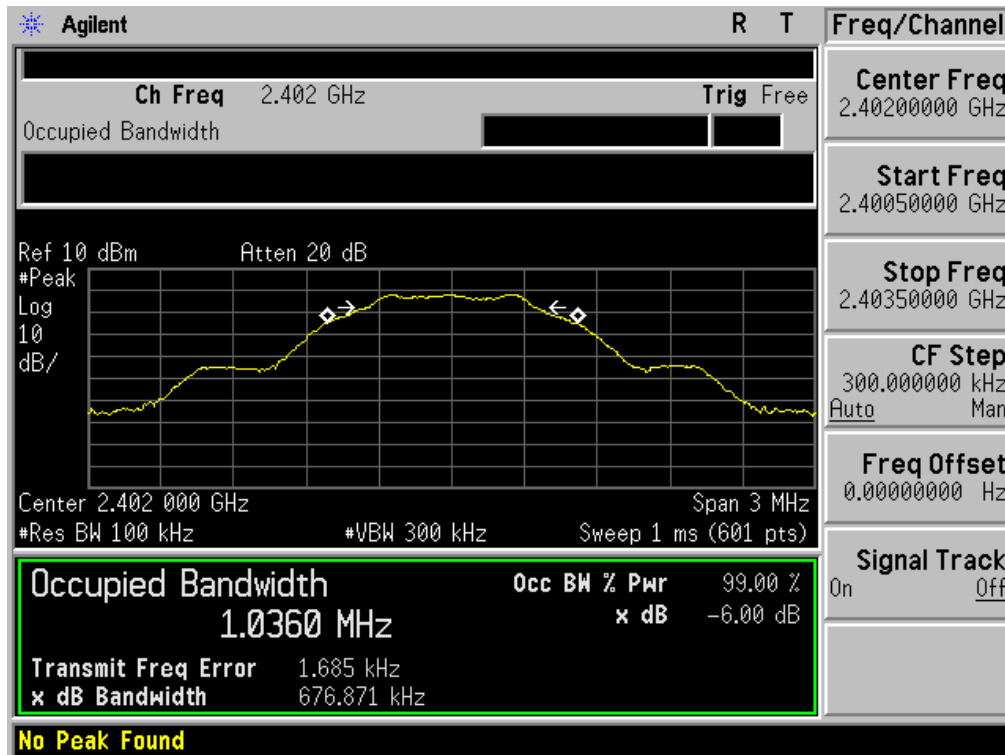 Agilent R T
Freq/Channel
Ch Freq 2.402 GHz Trig Free
Occupied Bandwidth
Center Freq
2.40200000 GHz
Start Freq
2.40050000 GHz
Stop Freq
2.40350000 GHz
CF Step
300.000000 kHz
Auto Man
Freq Offset
0.00000000 Hz
Signal Track
On Off
Ref 10 dBm Atten 20 dB
#Peak
Log
10
dB/
Center 2.402 000 GHz Span 3 MHz
#Res BW 100 kHz #VBW 300 kHz Sweep 1 ms (601 pts)
Occupied Bandwidth
1.0360 MHz
Occ BW % Pwr 99.00 %
x dB -6.00 dB
Transmit Freq Error 1.685 kHz
x dB Bandwidth 676.871 kHz
No Peak Found